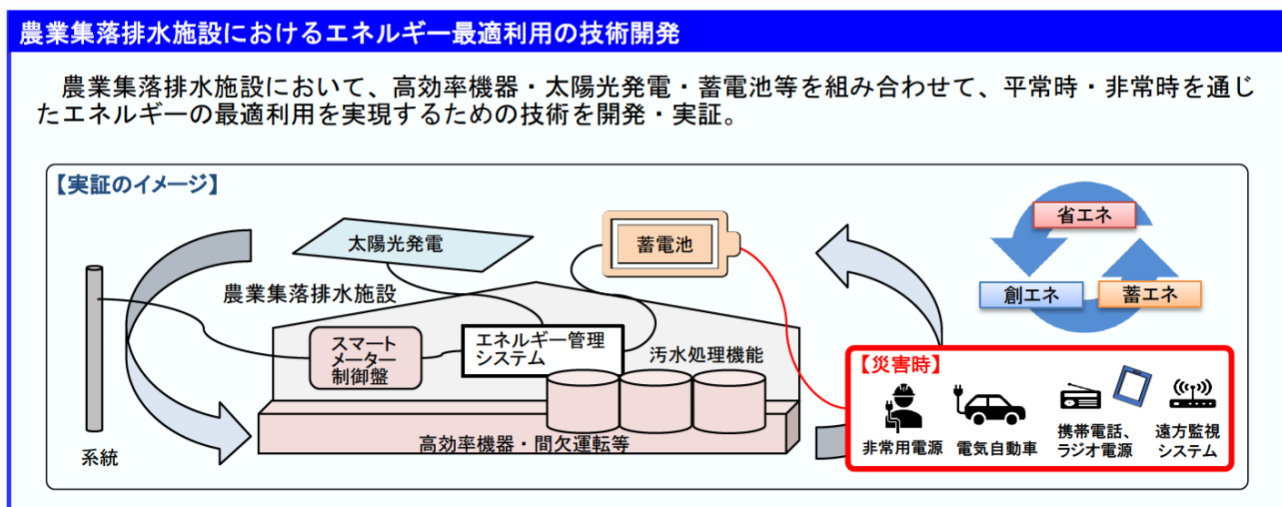 農業集落排水施設におけるエネルギー最適利用の技術開発
農業集落排水施設において、高効率機器・太陽光発電・蓄電池等を組み合わせて、平常時・非常時を通じ
たエネルギーの最適利用を実現するための技術を開発・実証。
【実証のイメージ】
太陽光発電
蓄電池
省エネ
創エネ
蓄エネ
農業集落排水施設
スマート
メーター
制御盤
エネルギー管理
システム
汚水処理機能
高効率機器・間欠運転等
系統
【災害時】
非常用電源
電気自動車
携帯電話、
ラジオ電源
遠方監視
システム